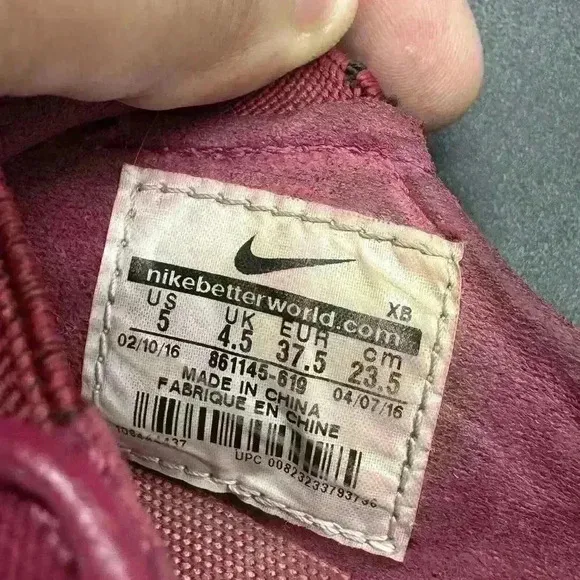 nikebetterworld.com
XB
US UK EUR cm
5 4.5 37.5 23.5
02/10/16 861145-619 04/07/16
MADE IN CHINA
FABRIQUE EN CHINE
UPC